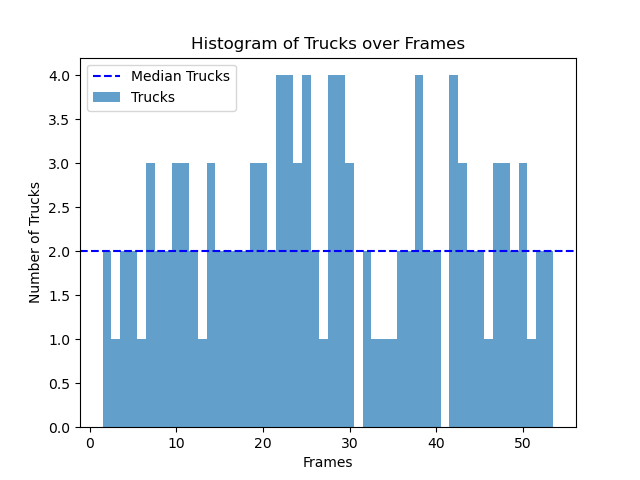 Histogram of Trucks over Frames
Median Trucks
Trucks
4.0
3.5
3.0
2.5
2.0
1.5
1.0
0.5
0.0
Number of Trucks
0 10 20 30 40 50
Frames